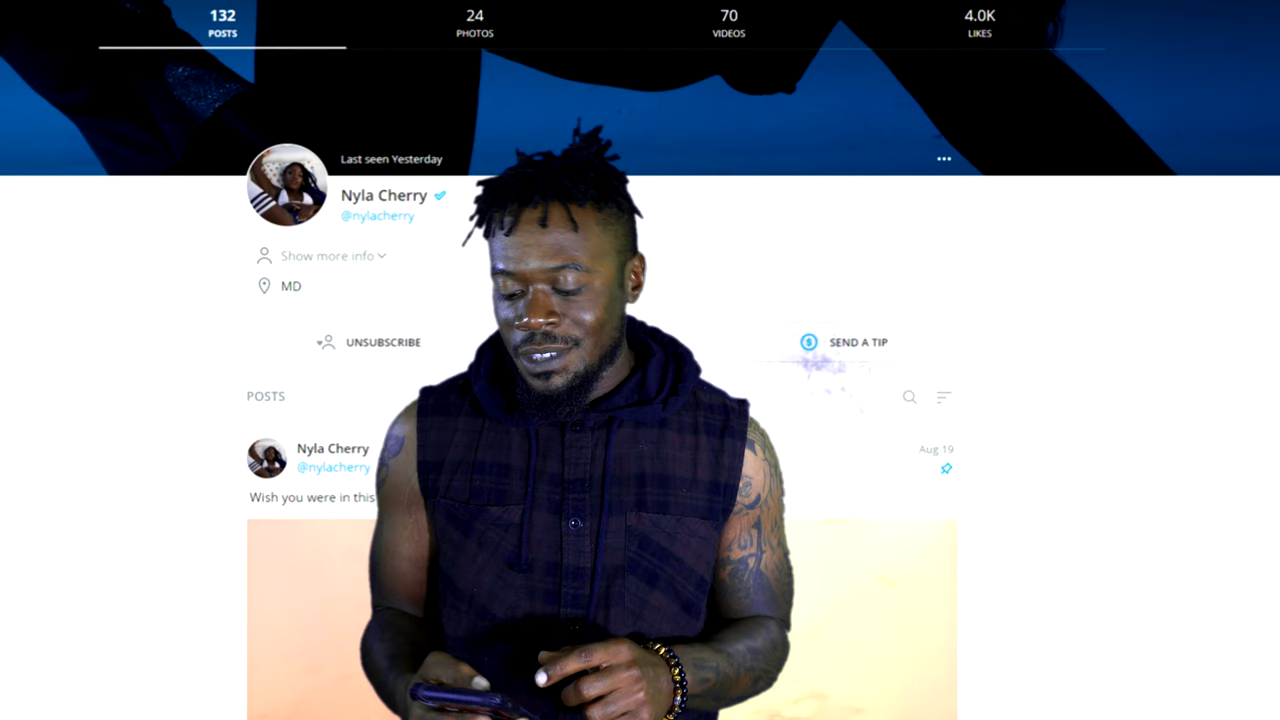 132 24 70 4.0K
POSTS PHOTOS VIDEOS LIKES
Last seen Yesterday
Nyla Cherry
@nylacherry
Show more info
MD
UNSUBSCRIBE SEND A TIP
POSTS
Nyla Cherry Aug 19
@nylacherry
Wish you were in this